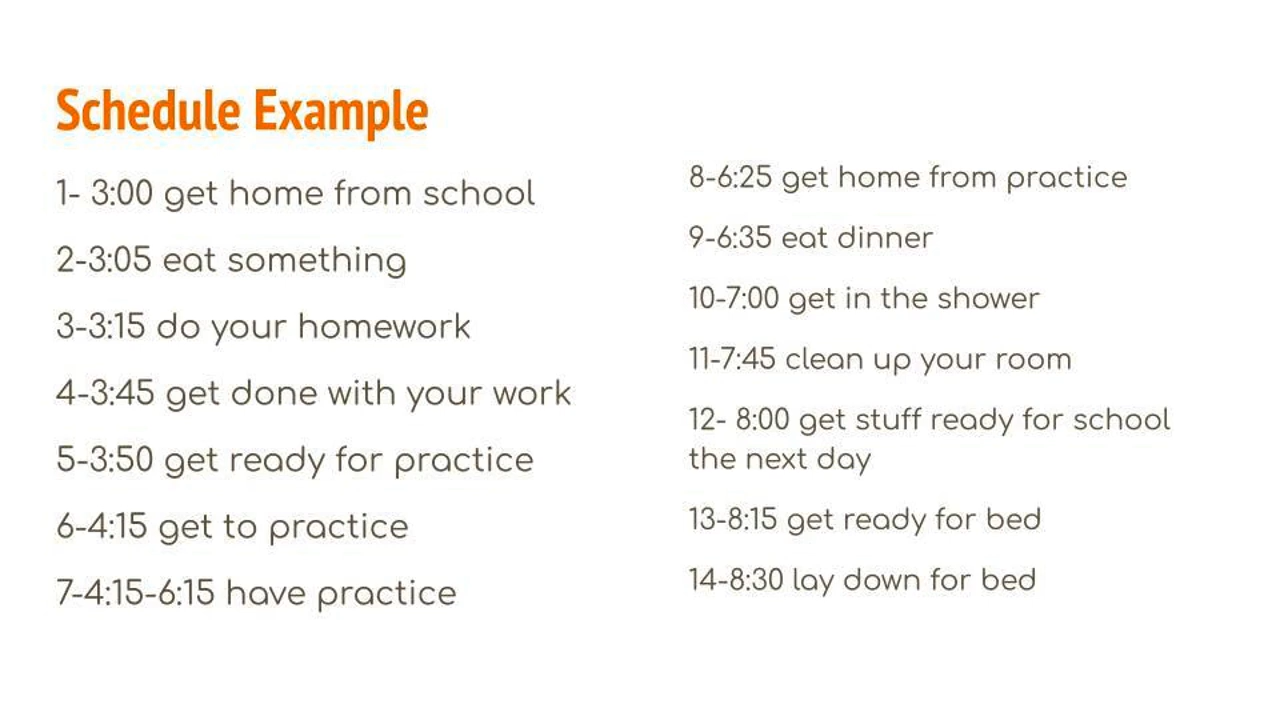 Schedule Example
1- 3:00 get home from school
2-3:05 eat something
3-3:15 do your homework
4-3:45 get done with your work
5-3:50 get ready for practice
6-4:15 get to practice
7-4:15-6:15 have practice
8-6:25 get home from practice
9-6:35 eat dinner
10-7:00 get in the shower
11-7:45 clean up your room
12- 8:00 get stuff ready for school
the next day
13-8:15 get ready for bed
14-8:30 lay down for bed